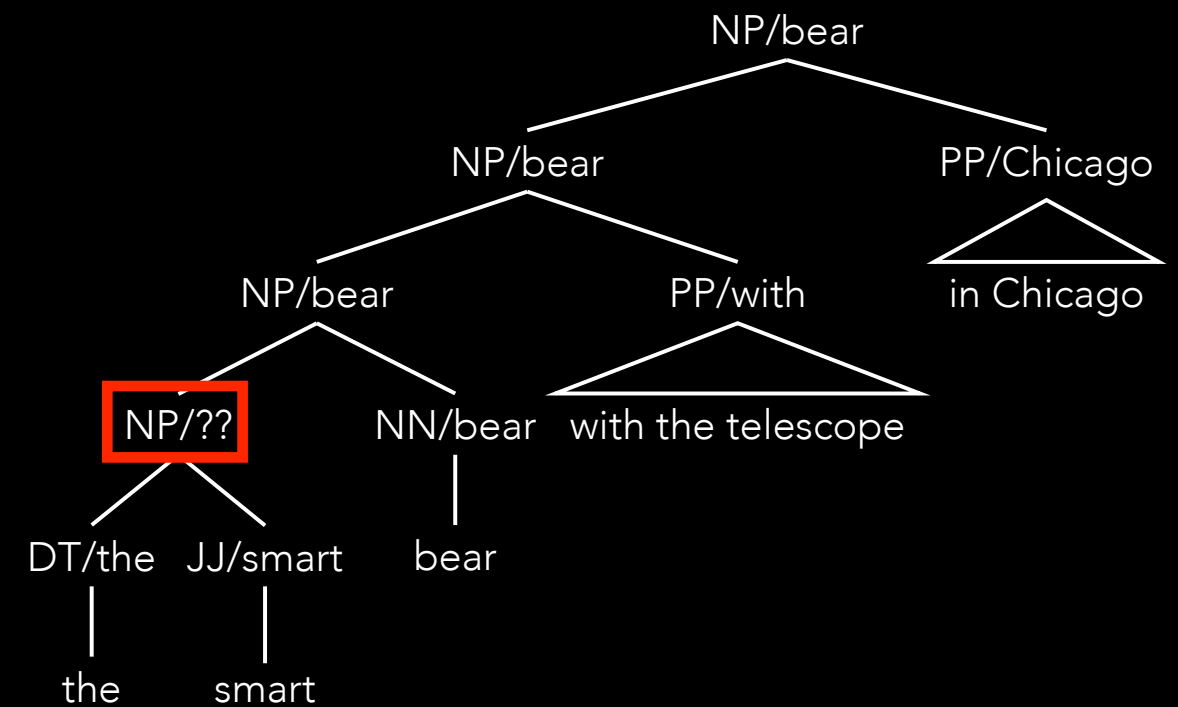 NP/bear
NP/bear PP/Chicago
NP/bear PP/with in Chicago
NP/?? NN/bear with the telescope
DT/the JJ/smart bear
the smart